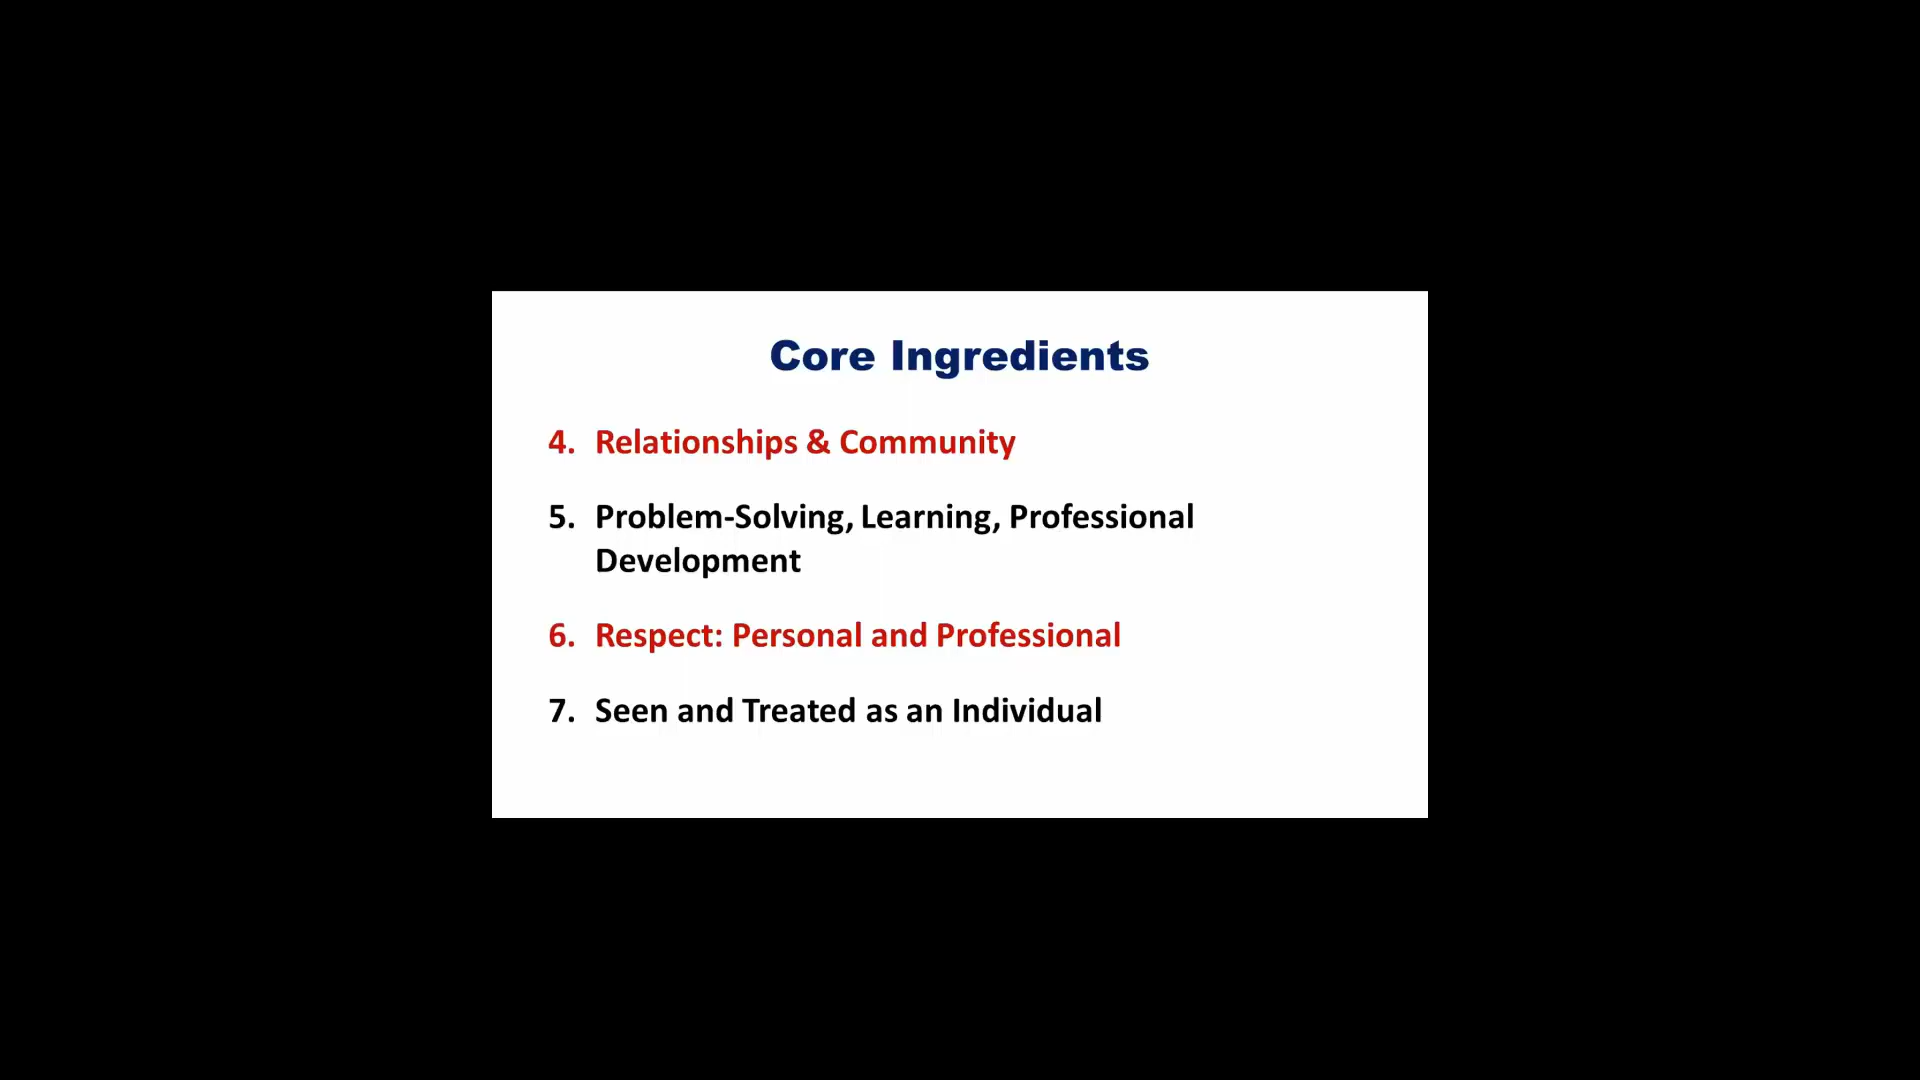 Core Ingredients
4. Relationships & Community
5. Problem-Solving, Learning, Professional
Development
6. Respect: Personal and Professional
7. Seen and Treated as an Individual